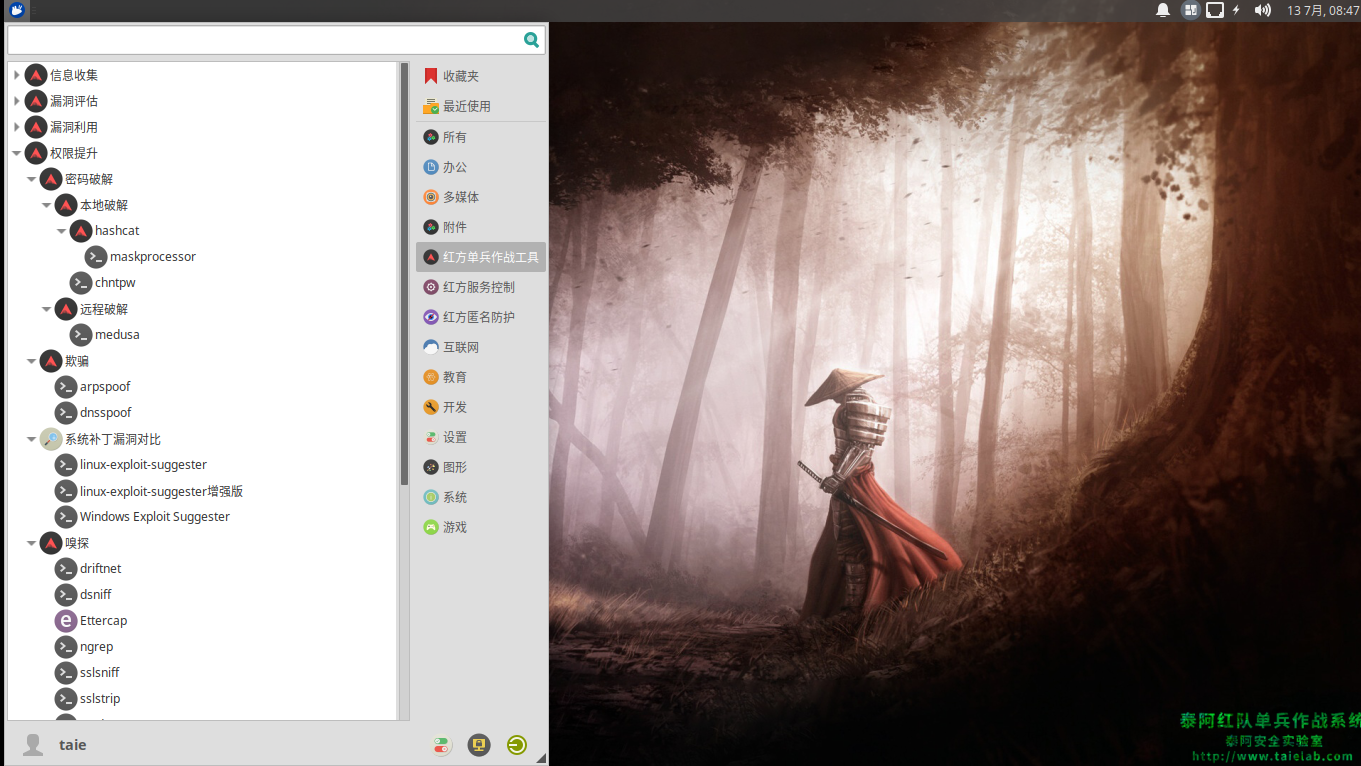 13 7月, 08:47
信息收集
漏洞评估
漏洞利用
权限提升
密码破解
本地破解
hashcat
maskprocessor
chntpw
远程破解
medusa
欺骗
arpspoof
dnsspoof
系统补丁漏洞对比
linux-exploit-suggester
linux-exploit-suggester增强版
Windows Exploit Suggester
嗅探
driftnet
dsniff
Ettercap
ngrep
sslsniff
sslstrip
收藏夹
最近使用
所有
办公
多媒体
附件
红方单兵作战工具
红方服务控制
红方匿名防护
互联网
教育
开发
设置
图形
系统
游戏
taie
泰阿红队单兵作战系统
泰阿安全实验室
http://www.taielab.com